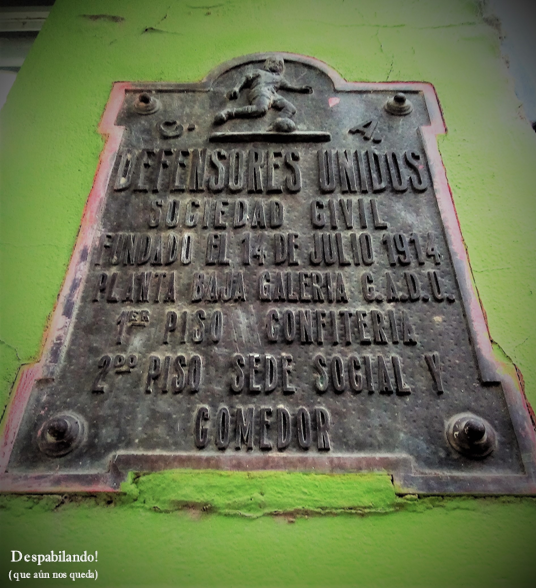 C. A.
DEFENSORES UNIDOS
SOCIEDAD CIVIL
FUNDADO EL 14 DE JULIO 1914
PLANTA BAJA GALERIA C.A.D.U.
1ER PISO CONFITERIA
2DO PISO SEDE SOCIAL Y
COMEDOR
Despabilando!
(que aún nos queda)